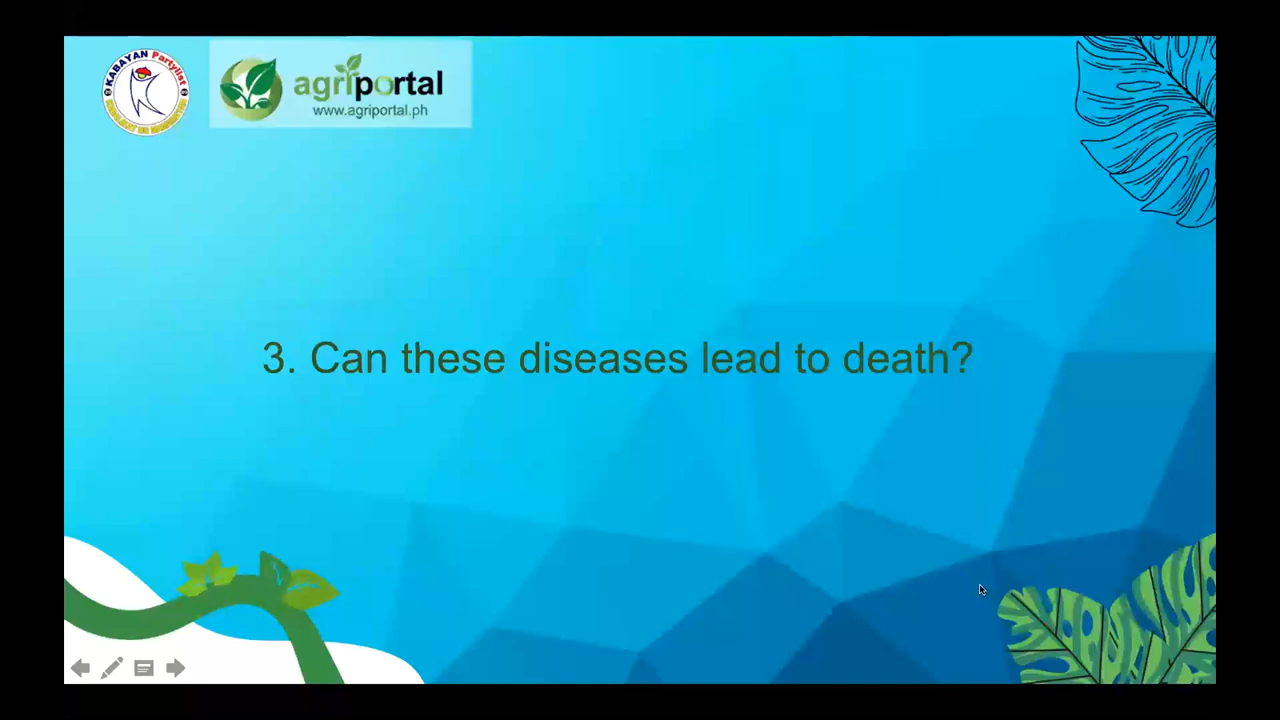 KABAYAN Partylist
agriportal
www.agriportal.ph
3. Can these diseases lead to death?